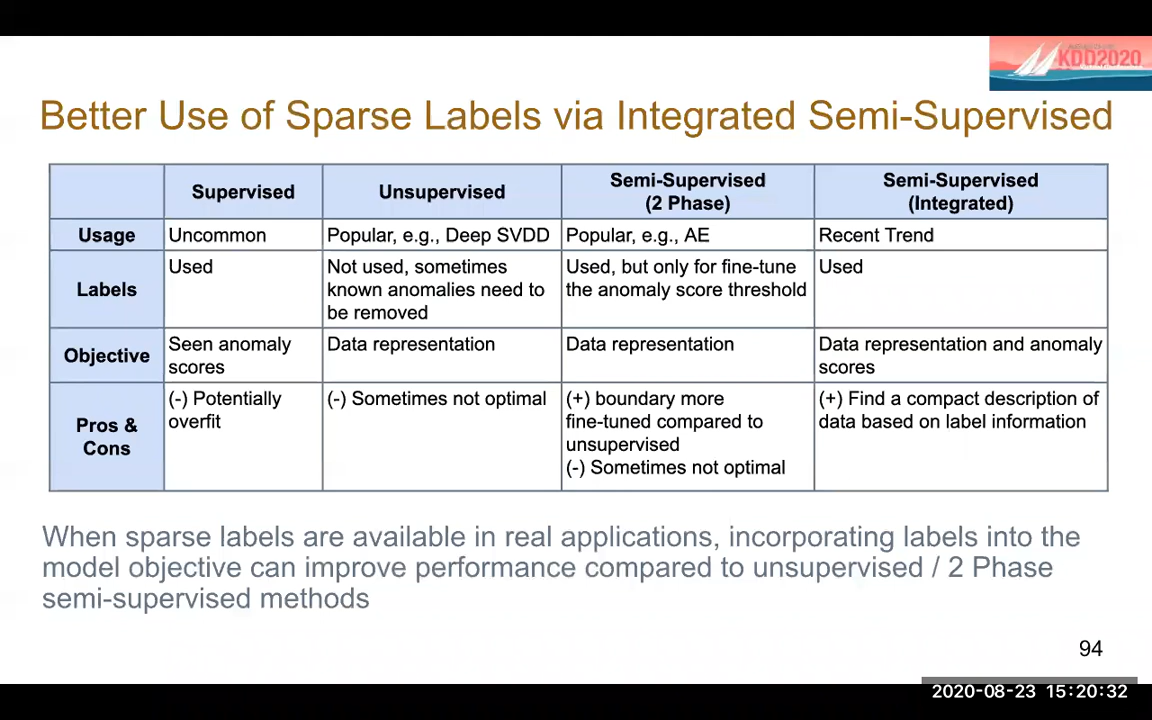 KDD2020
Better Use of Sparse Labels via Integrated Semi-Supervised
Supervised
Unsupervised
Semi-Supervised
(2 Phase)
Semi-Supervised
(Integrated)
Usage
Uncommon
Popular, e.g., Deep SVDD
Popular, e.g., AE
Recent Trend
Labels
Used
Not used, sometimes
known anomalies need to
be removed
Used, but only for fine-tune
the anomaly score threshold
Used
Objective
Seen anomaly
scores
Data representation
Data representation
Data representation and anomaly
scores
Pros &
Cons
(-) Potentially
overfit
(-) Sometimes not optimal
(+) boundary more
fine-tuned compared to
unsupervised
(-) Sometimes not optimal
(+) Find a compact description of
data based on label information
When sparse labels are available in real applications, incorporating labels into the
model objective can improve performance compared to unsupervised / 2 Phase
semi-supervised methods
94
2020-08-23 15:20:32